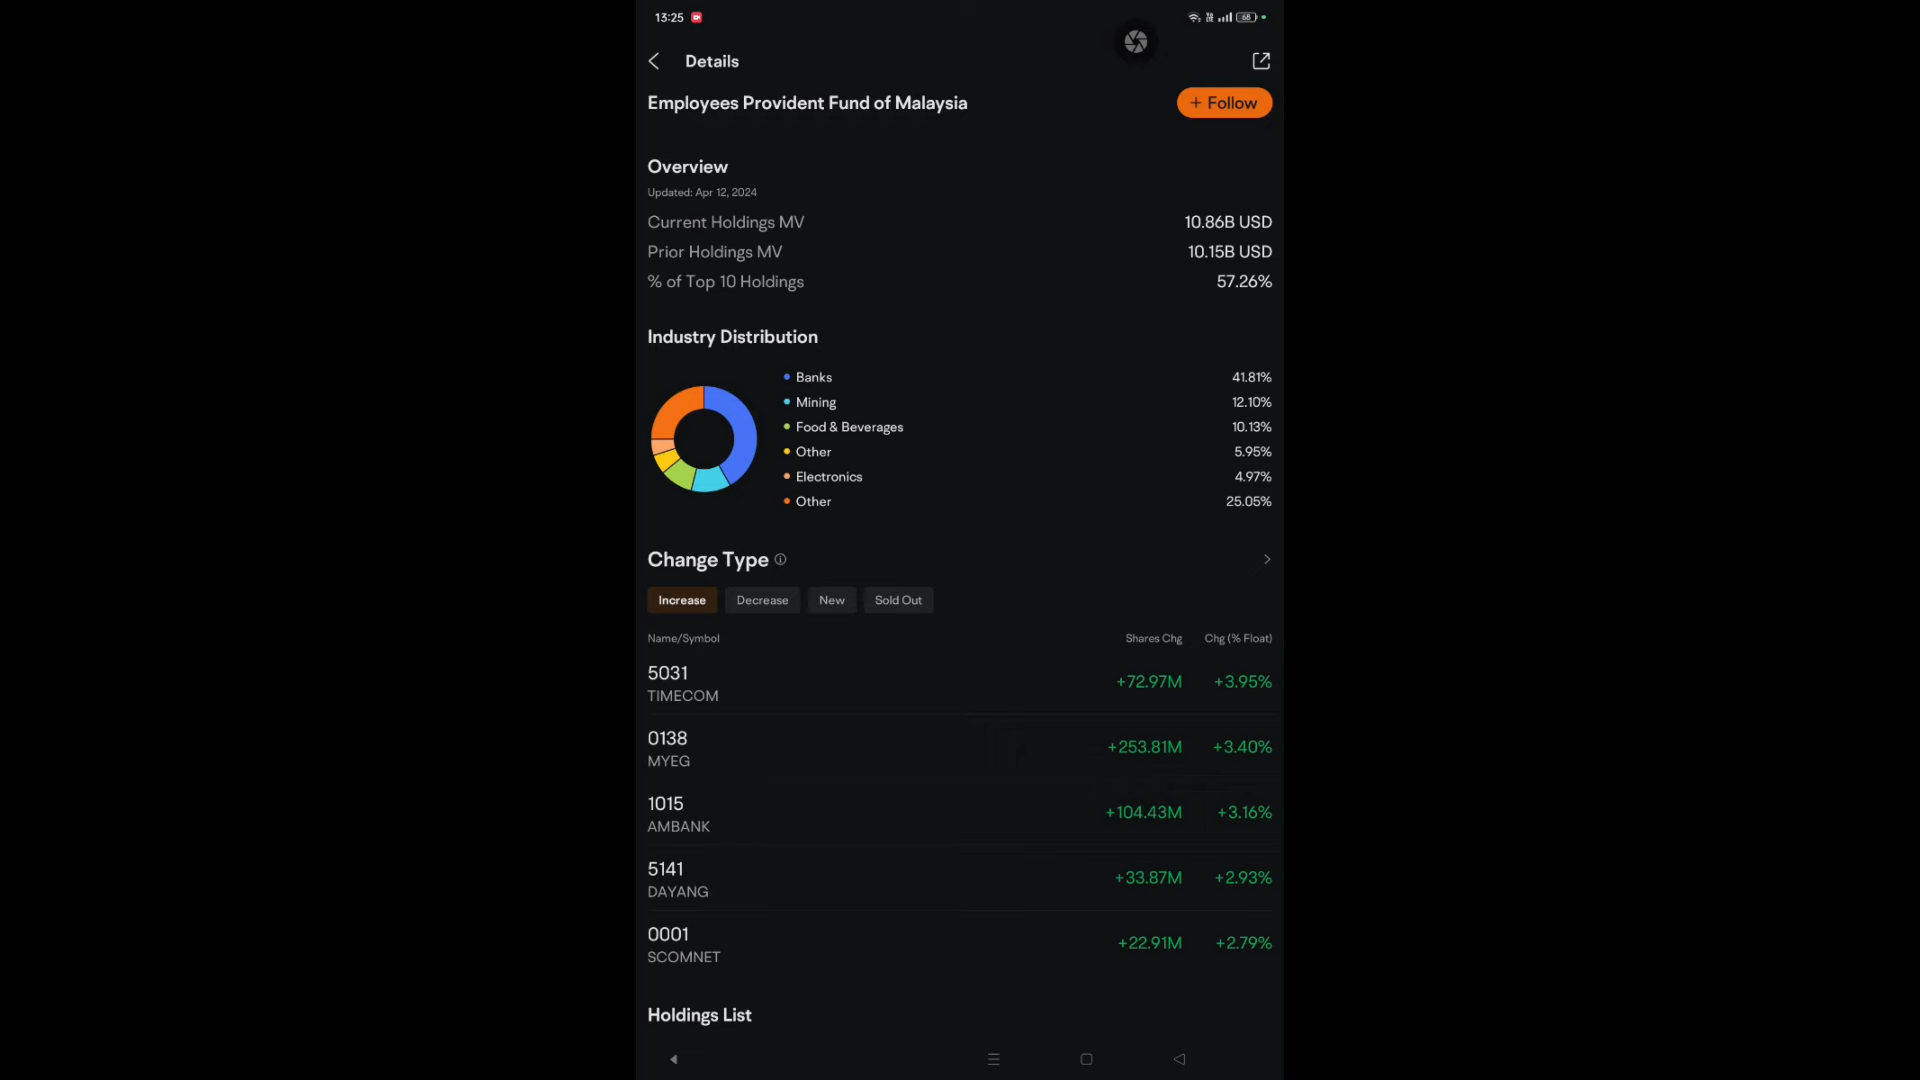 13:25
68
Details
Employees Provident Fund of Malaysia
+ Follow
Overview
Updated: Apr 12, 2024
Current Holdings MV 10.86B USD
Prior Holdings MV 10.15B USD
% of Top 10 Holdings 57.26%
Industry Distribution
Banks 41.81%
Mining 12.10%
Food & Beverages 10.13%
Other 5.95%
Electronics 4.97%
Other 25.05%
Change Type
Increase Decrease New Sold Out
Name/Symbol Shares Chg Chg (% Float)
5031
TIMECOM +72.97M +3.95%
0138
MYEG +253.81M +3.40%
1015
AMBANK +104.43M +3.16%
5141
DAYANG +33.87M +2.93%
0001
SCOMNET +22.91M +2.79%
Holdings List